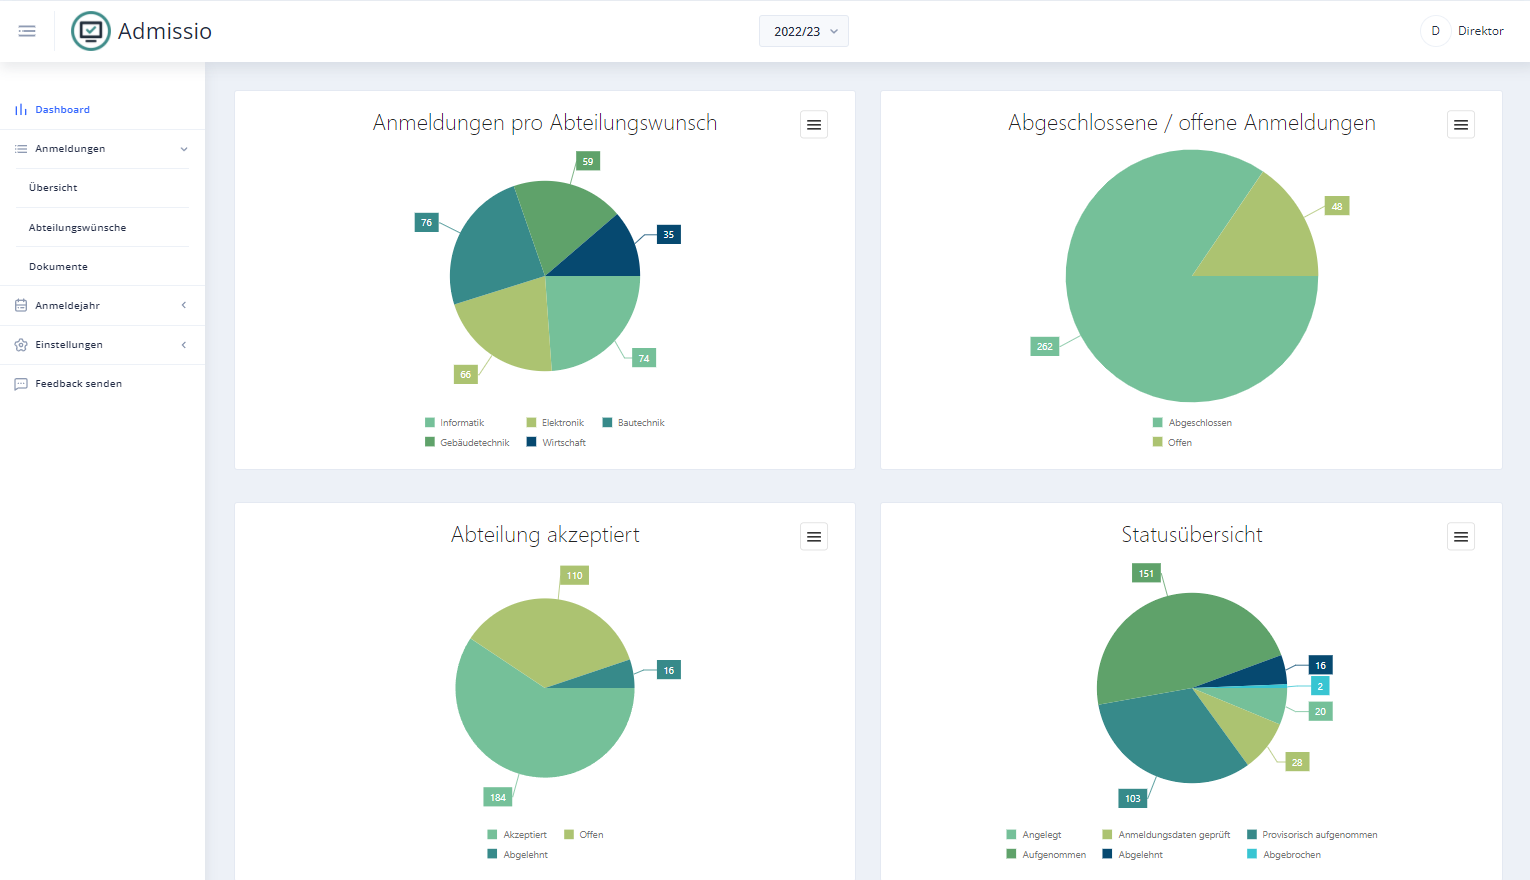 Admissio
2022/23
D Direktor
Dashboard
Anmeldungen
Übersicht
Abteilungswünsche
Dokumente
Anmeldejahr
Einstellungen
Feedback senden
Anmeldungen pro Abteilungswunsch
59
76
35
74
66
Informatik Elektronik Bautechnik
Gebäudetechnik Wirtschaft
Abgeschlossene / offene Anmeldungen
48
262
Abgeschlossen
Offen
Abteilung akzeptiert
110
16
184
Akzeptiert Offen
Abgelehnt
Statusübersicht
151
16
2
20
28
103
Angelegt Anmeldungsdaten geprüft Provisorisch aufgenommen
Aufgenommen Abgelehnt Abgebrochen